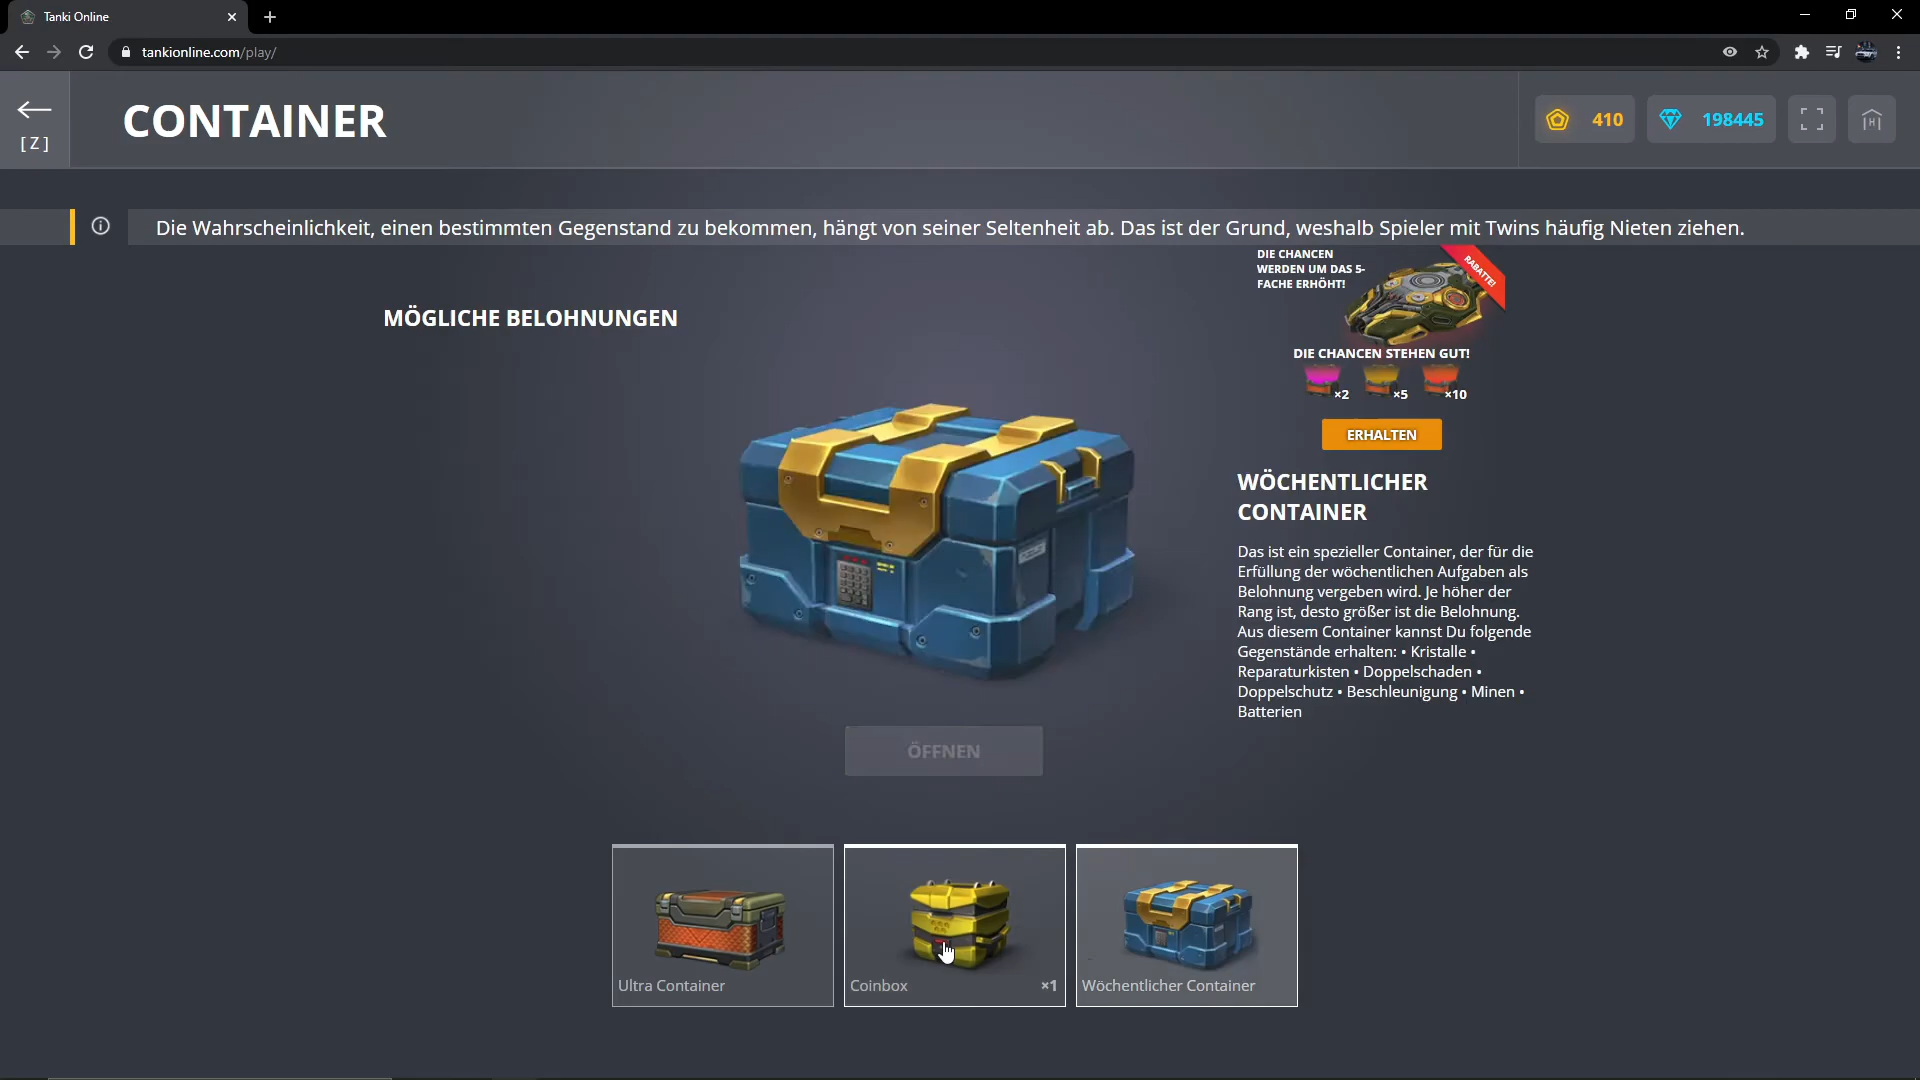 Tanki Online
tankionline.com/play/
[Z]
CONTAINER
410
198445
Die Wahrscheinlichkeit, einen bestimmten Gegenstand zu bekommen, hängt von seiner Seltenheit ab. Das ist der Grund, weshalb Spieler mit Twins häufig Nieten ziehen.
DIE CHANCEN
WERDEN UM DAS 5-
FACHE ERHÖHT!
RABATTE!
MÖGLICHE BELOHNUNGEN
DIE CHANCEN STEHEN GUT!
×2
×5
×10
ERHALTEN
WÖCHENTLICHER
CONTAINER
Das ist ein spezieller Container, der für die
Erfüllung der wöchentlichen Aufgaben als
Belohnung vergeben wird. Je höher der
Rang ist, desto größer ist die Belohnung.
Aus diesem Container kannst Du folgende
Gegenstände erhalten: • Kristalle •
Reparaturkisten • Doppelschaden •
Doppelschutz • Beschleunigung • Minen •
Batterien
ÖFFNEN
Ultra Container
Coinbox
×1
Wöchentlicher Container